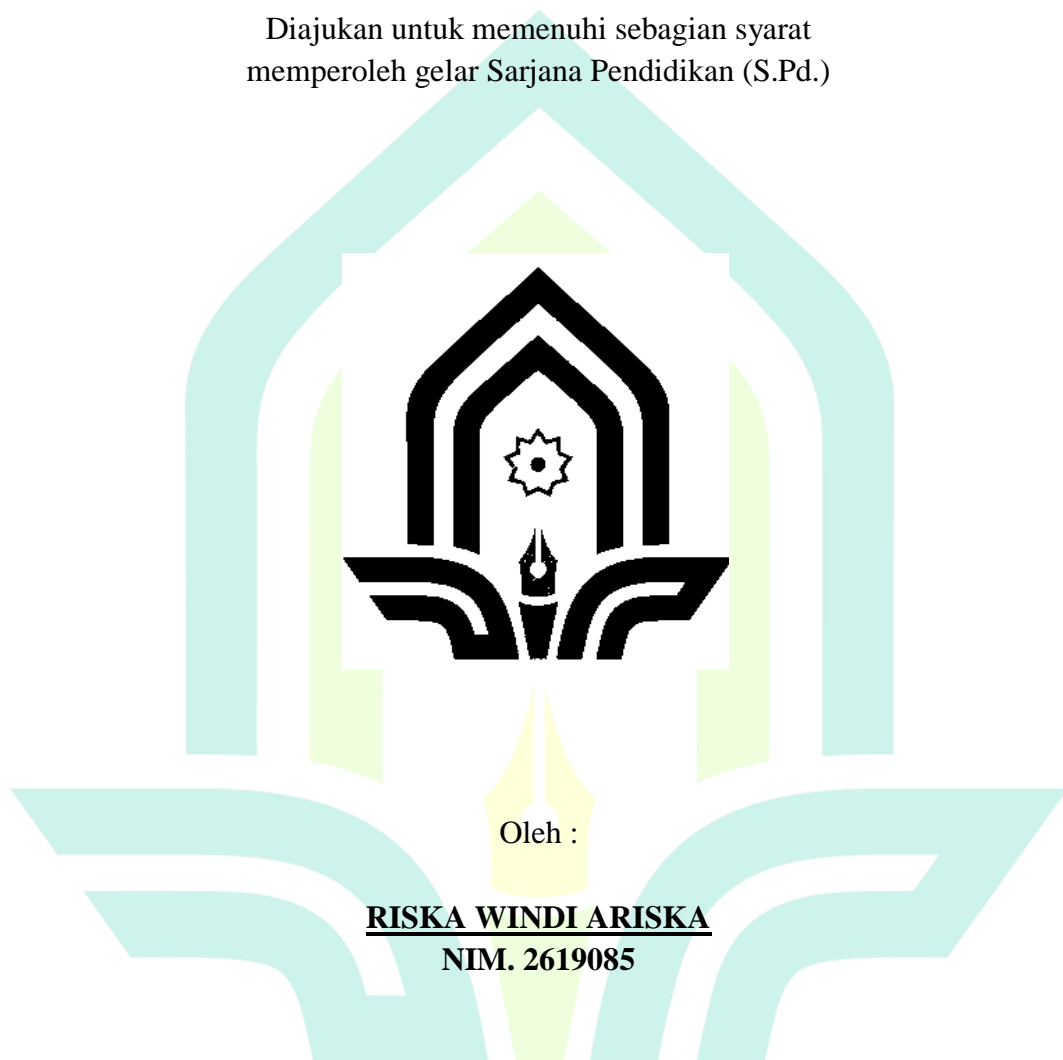 Diajukan untuk memenuhi sebagian syarat
memperoleh gelar Sarjana Pendidikan (S.Pd.)
Oleh :
RISKA WINDI ARISKA
NIM. 2619085